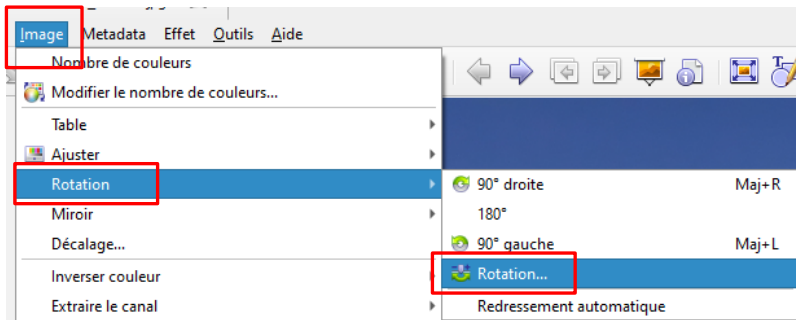 Image Metadata Effet Outils Aide
Nombre de couleurs
Modifier le nombre de couleurs...
Table
Ajuster
Rotation
Miroir
Décalage...
Inverser couleur
Extraire le canal
90° droite Maj+R
180°
90° gauche Maj+L
Rotation...
Redressement automatique